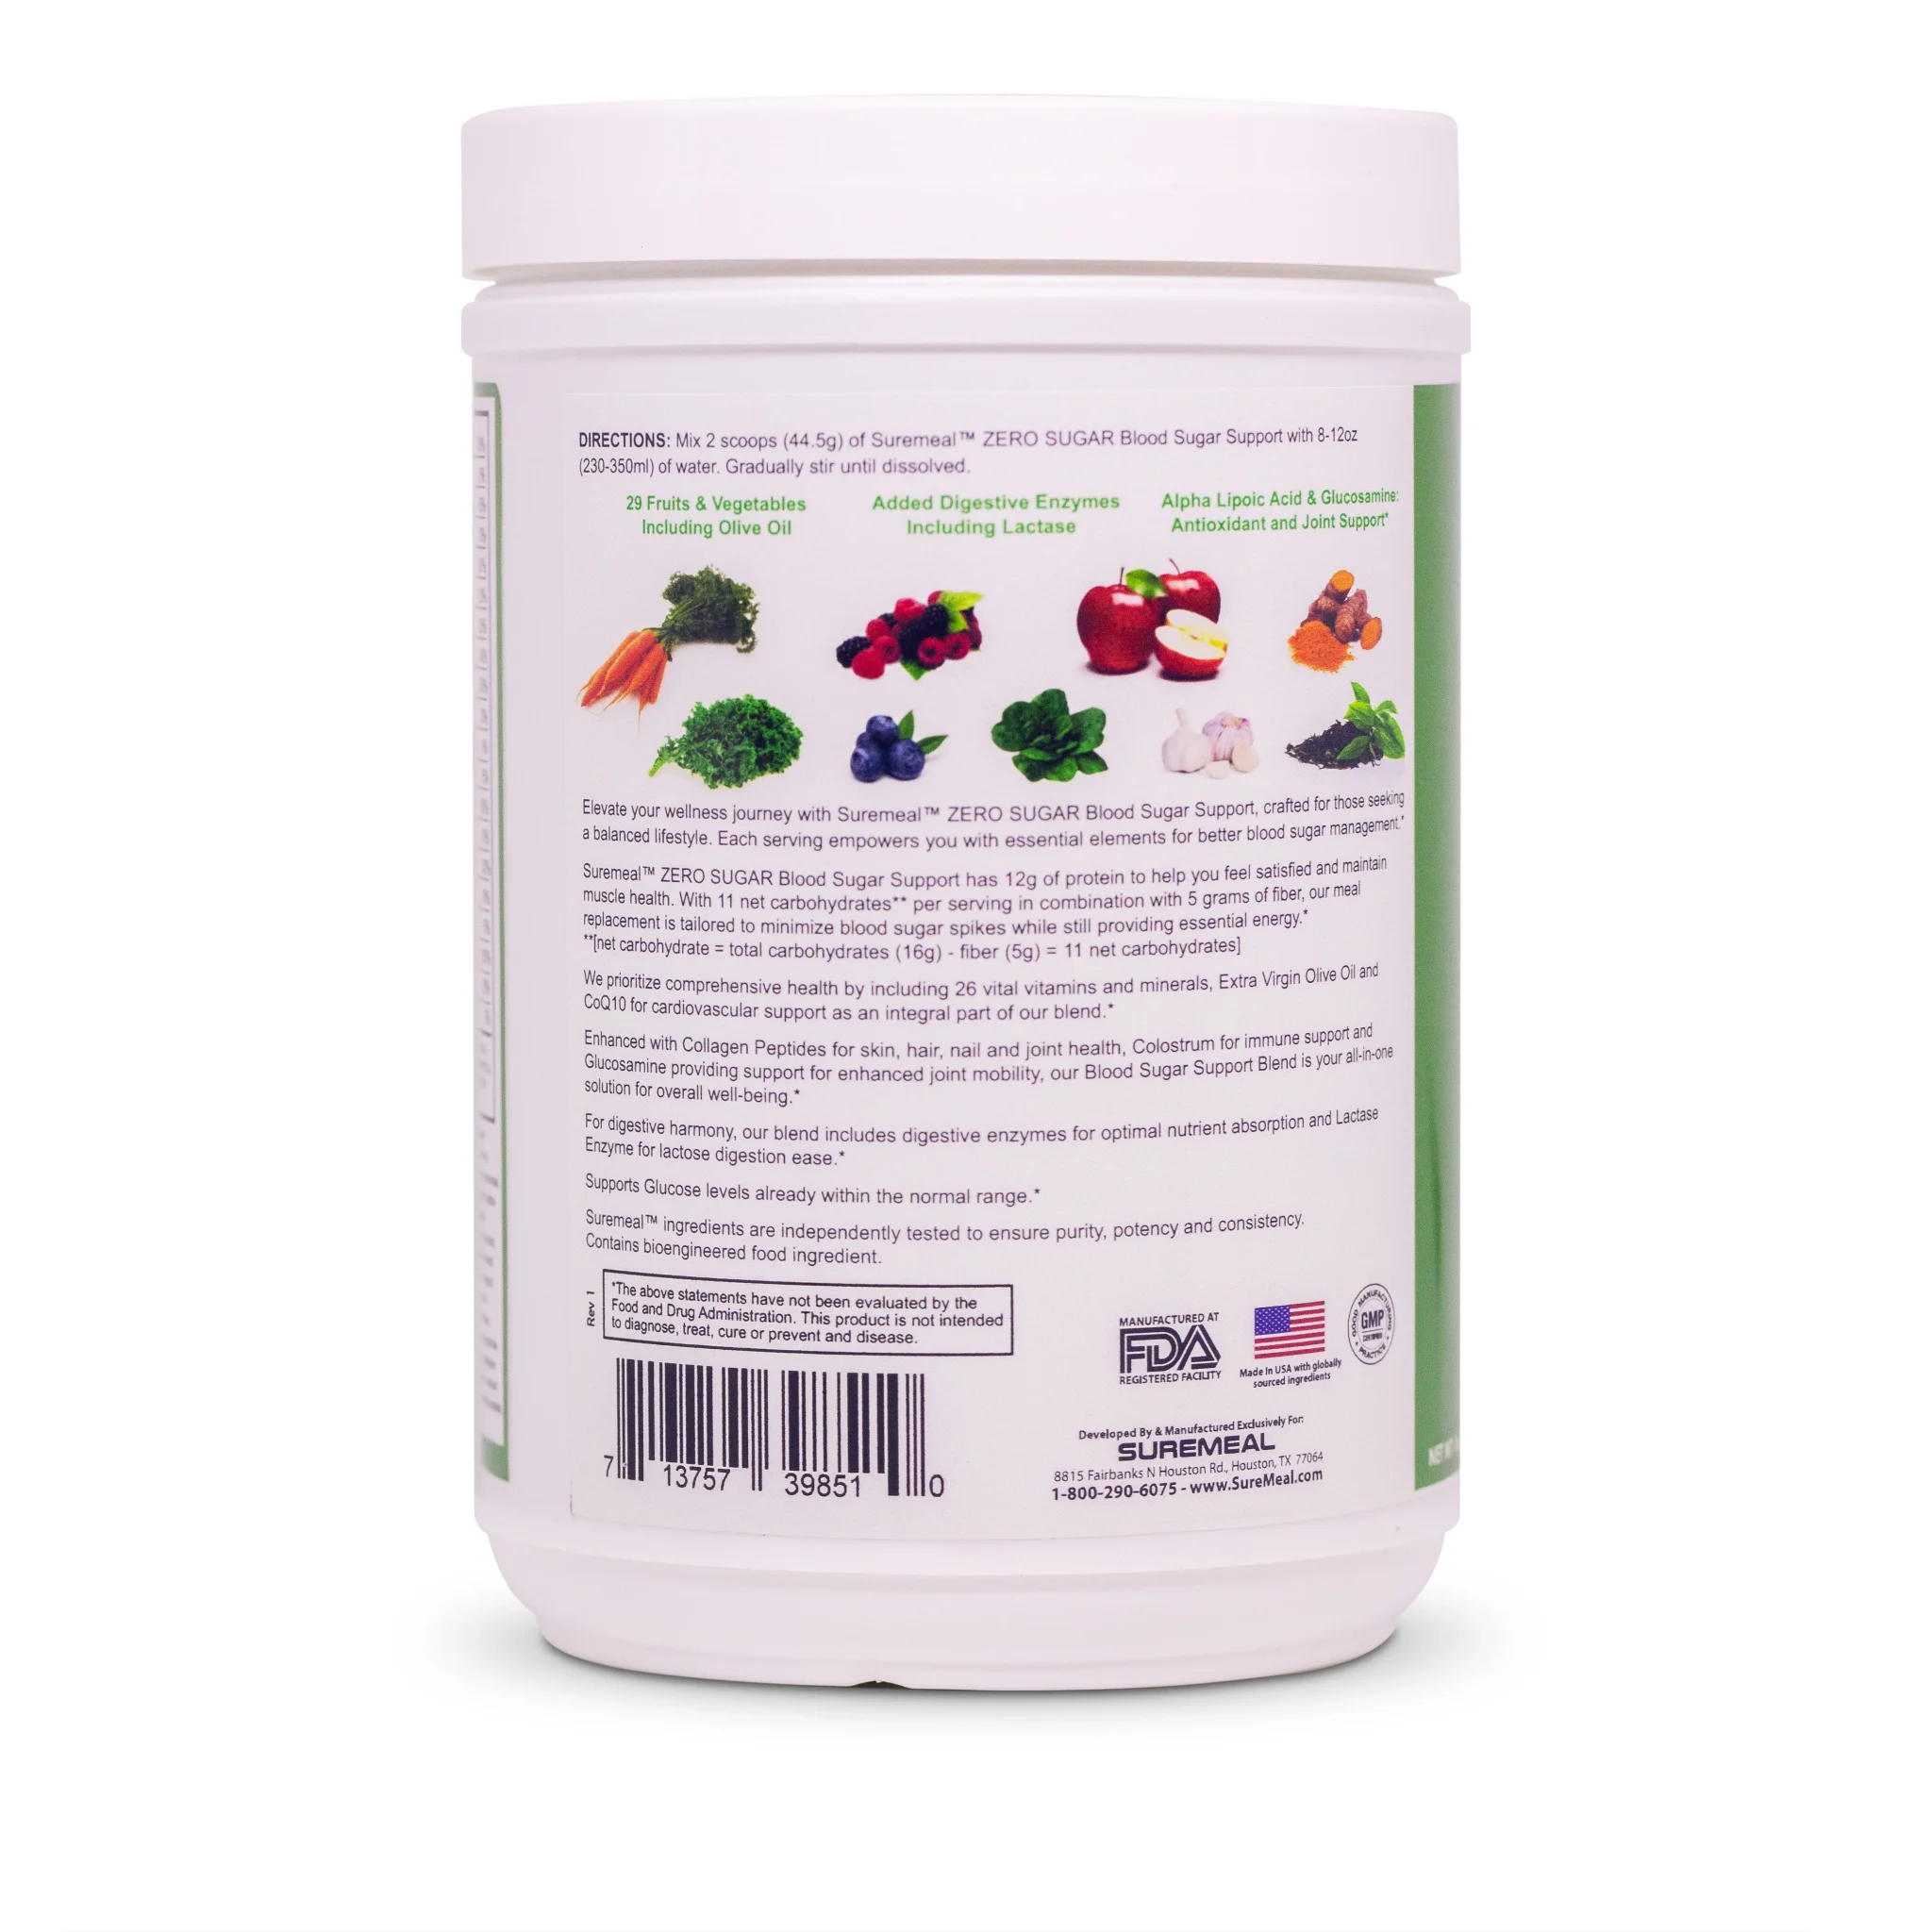 DIRECTIONS: Mix 2 scoops (44.5g) of Suremeal™ ZERO SUGAR Blood Sugar Support with 8-12oz
(230-350ml) of water. Gradually stir until dissolved.
29 Fruits & Vegetables
Including Olive Oil
Added Digestive Enzymes
Including Lactase
Alpha Lipoic Acid & Glucosamine:
Antioxidant and Joint Support*
Elevate your wellness journey with Suremeal™ ZERO SUGAR Blood Sugar Support, crafted for those seeking
a balanced lifestyle. Each serving empowers you with essential elements for better blood sugar management.*
Suremeal™ ZERO SUGAR Blood Sugar Support has 12g of protein to help you feel satisfied and maintain
muscle health. With 11 net carbohydrates** per serving in combination with 5 grams of fiber, our meal
replacement is tailored to minimize blood sugar spikes while still providing essential energy.*
**[net carbohydrate = total carbohydrates (16g) - fiber (5g) = 11 net carbohydrates]
We prioritize comprehensive health by including 26 vital vitamins and minerals, Extra Virgin Olive Oil and
CoQ10 for cardiovascular support as an integral part of our blend.*
Enhanced with Collagen Peptides for skin, hair, nail and joint health, Colostrum for immune support and
Glucosamine providing support for enhanced joint mobility, our Blood Sugar Support Blend is your all-in-one
solution for overall well-being.*
For digestive harmony, our blend includes digestive enzymes for optimal nutrient absorption and Lactase
Enzyme for lactose digestion ease.*
Supports Glucose levels already within the normal range.*
Suremeal™ ingredients are independently tested to ensure purity, potency and consistency.
Contains bioengineered food ingredient.
Rev 1
*The above statements have not been evaluated by the
Food and Drug Administration. This product is not intended
to diagnose, treat, cure or prevent and disease.
MANUFACTURED AT
FDA
REGISTERED FACILITY
Made In USA with globally
sourced ingredients
GOOD MANUFACTURING
GMP
CERTIFIED
PRACTICE
7 13757 39851 0
Developed By & Manufactured Exclusively For:
SUREMEAL
8815 Fairbanks N Houston Rd., Houston, TX 77064
1-800-290-6075 - www.SureMeal.com
NET